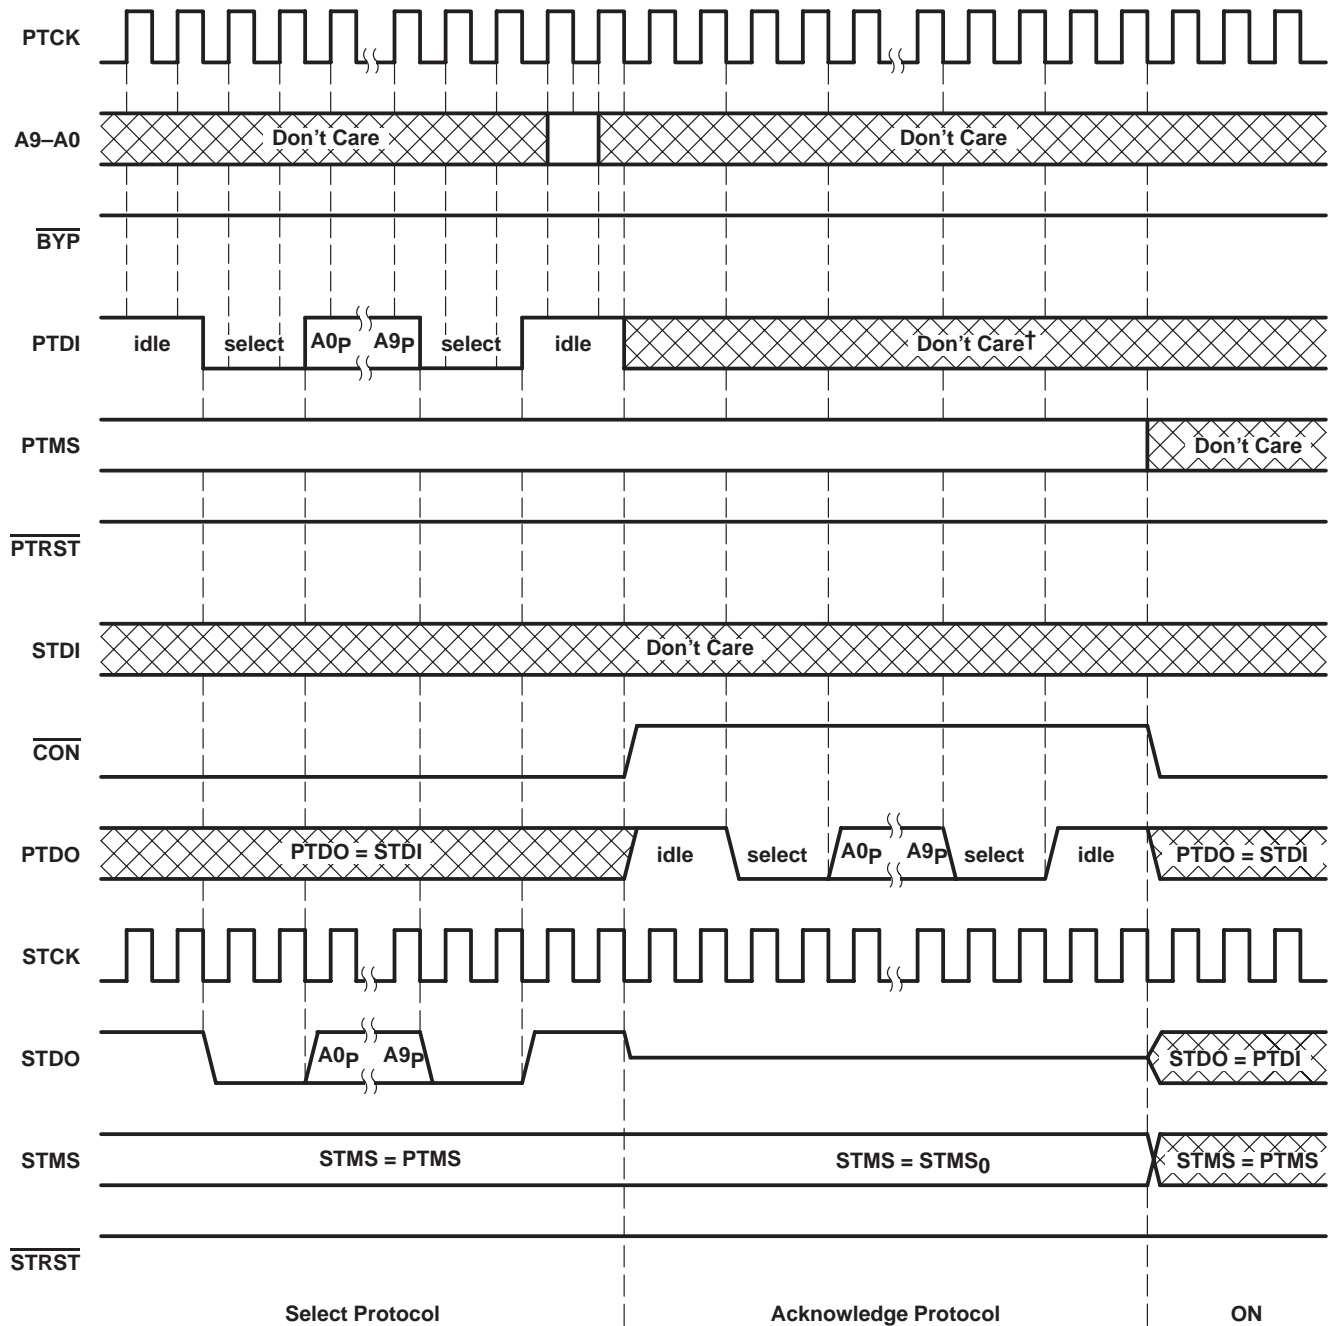 PTCK
A9–A0 Don't Care Don't Care
BYP
PTDI idle select A0P A9P select idle Don't Care†
PTMS Don't Care
PTRST
STDI Don't Care
CON
PTDO PTDO = STDI idle select A0P A9P select idle PTDO = STDI
STCK
STDO A0P A9P STDO = PTDI
STMS STMS = PTMS STMS = STMS0 STMS = PTMS
STRST
Select Protocol Acknowledge Protocol ON